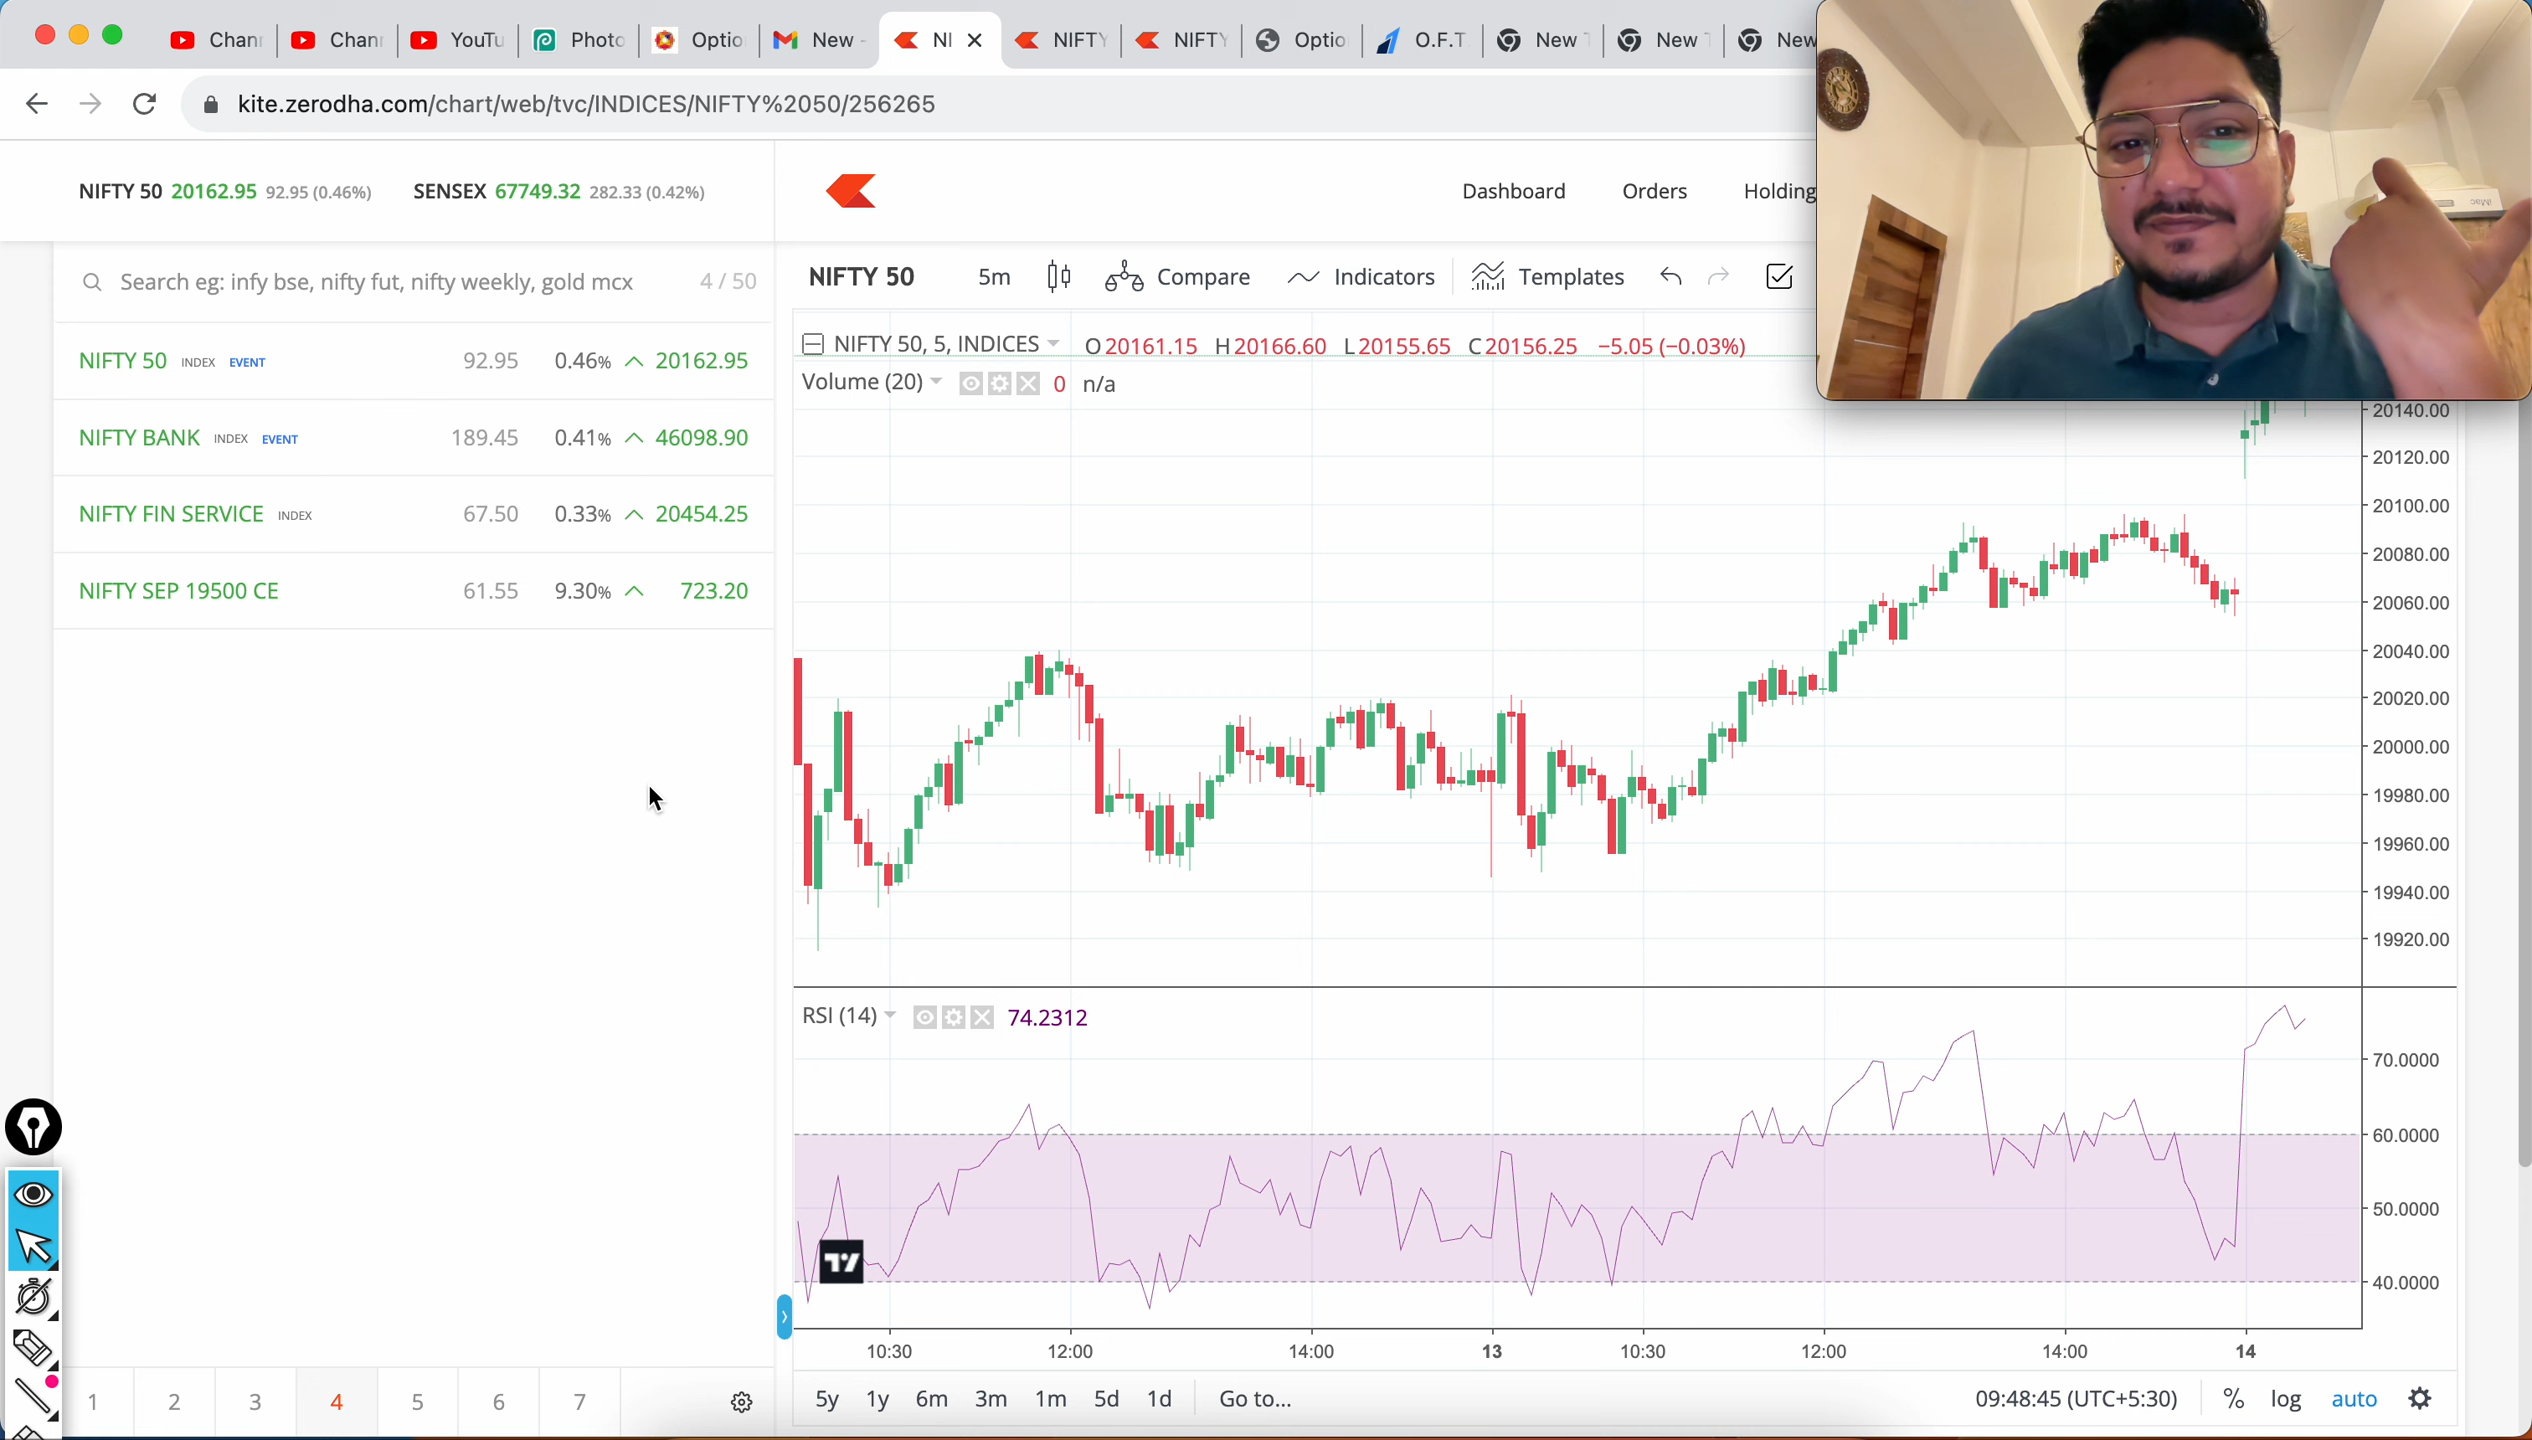 Chan
Chan
YouTu
Photo
Optio
New -
NI
NIFTY
NIFTY
Optio
O.F.T
New T
New T
New
kite.zerodha.com/chart/web/tvc/INDICES/NIFTY%2050/256265
NIFTY 50 20162.95 92.95 (0.46%) SENSEX 67749.32 282.33 (0.42%)
Dashboard Orders Holding
Search eg: infy bse, nifty fut, nifty weekly, gold mcx 4 / 50
NIFTY 50 INDEX EVENT 92.95 0.46% 20162.95
NIFTY BANK INDEX EVENT 189.45 0.41% 46098.90
NIFTY FIN SERVICE INDEX 67.50 0.33% 20454.25
NIFTY SEP 19500 CE 61.55 9.30% 723.20
NIFTY 50 5m Compare Indicators Templates
NIFTY 50, 5, INDICES O20161.15 H20166.60 L20155.65 C20156.25 −5.05 (−0.03%)
Volume (20) 0 n/a
20140.00
20120.00
20100.00
20080.00
20060.00
20040.00
20020.00
20000.00
19980.00
19960.00
19940.00
19920.00
RSI (14) 74.2312
70.0000
60.0000
50.0000
40.0000
10:30 12:00 14:00 13 10:30 12:00 14:00 14
1 2 3 4 5 6 7
5y 1y 6m 3m 1m 5d 1d Go to... 09:48:45 (UTC+5:30) % log auto
iMac